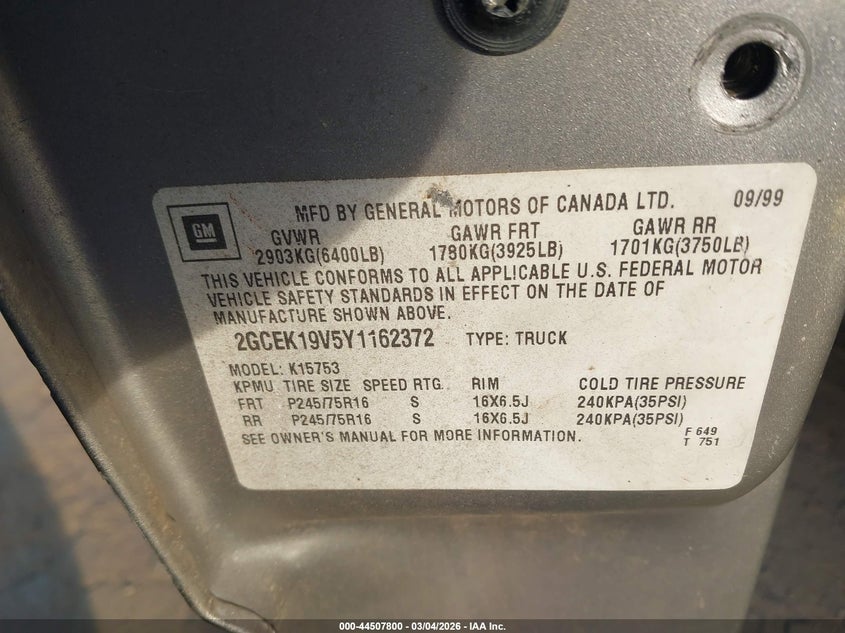 MFD BY GENERAL MOTORS OF CANADA LTD. 09/99
GM
GVWR GAWR FRT GAWR RR
2903KG(6400LB) 1780KG(3925LB) 1701KG(3750LB)
THIS VEHICLE CONFORMS TO ALL APPLICABLE U.S. FEDERAL MOTOR
VEHICLE SAFETY STANDARDS IN EFFECT ON THE DATE OF
MANUFACTURE SHOWN ABOVE.
2GCEK19V5Y1162372 TYPE: TRUCK
MODEL: K15753
KPMU TIRE SIZE SPEED RTG. RIM COLD TIRE PRESSURE
FRT P245/75R16 S 16X6.5J 240KPA(35PSI)
RR P245/75R16 S 16X6.5J 240KPA(35PSI)
SEE OWNER'S MANUAL FOR MORE INFORMATION.
F 649
T 751
000-44507800 - 03/04/2026 - IAA Inc.